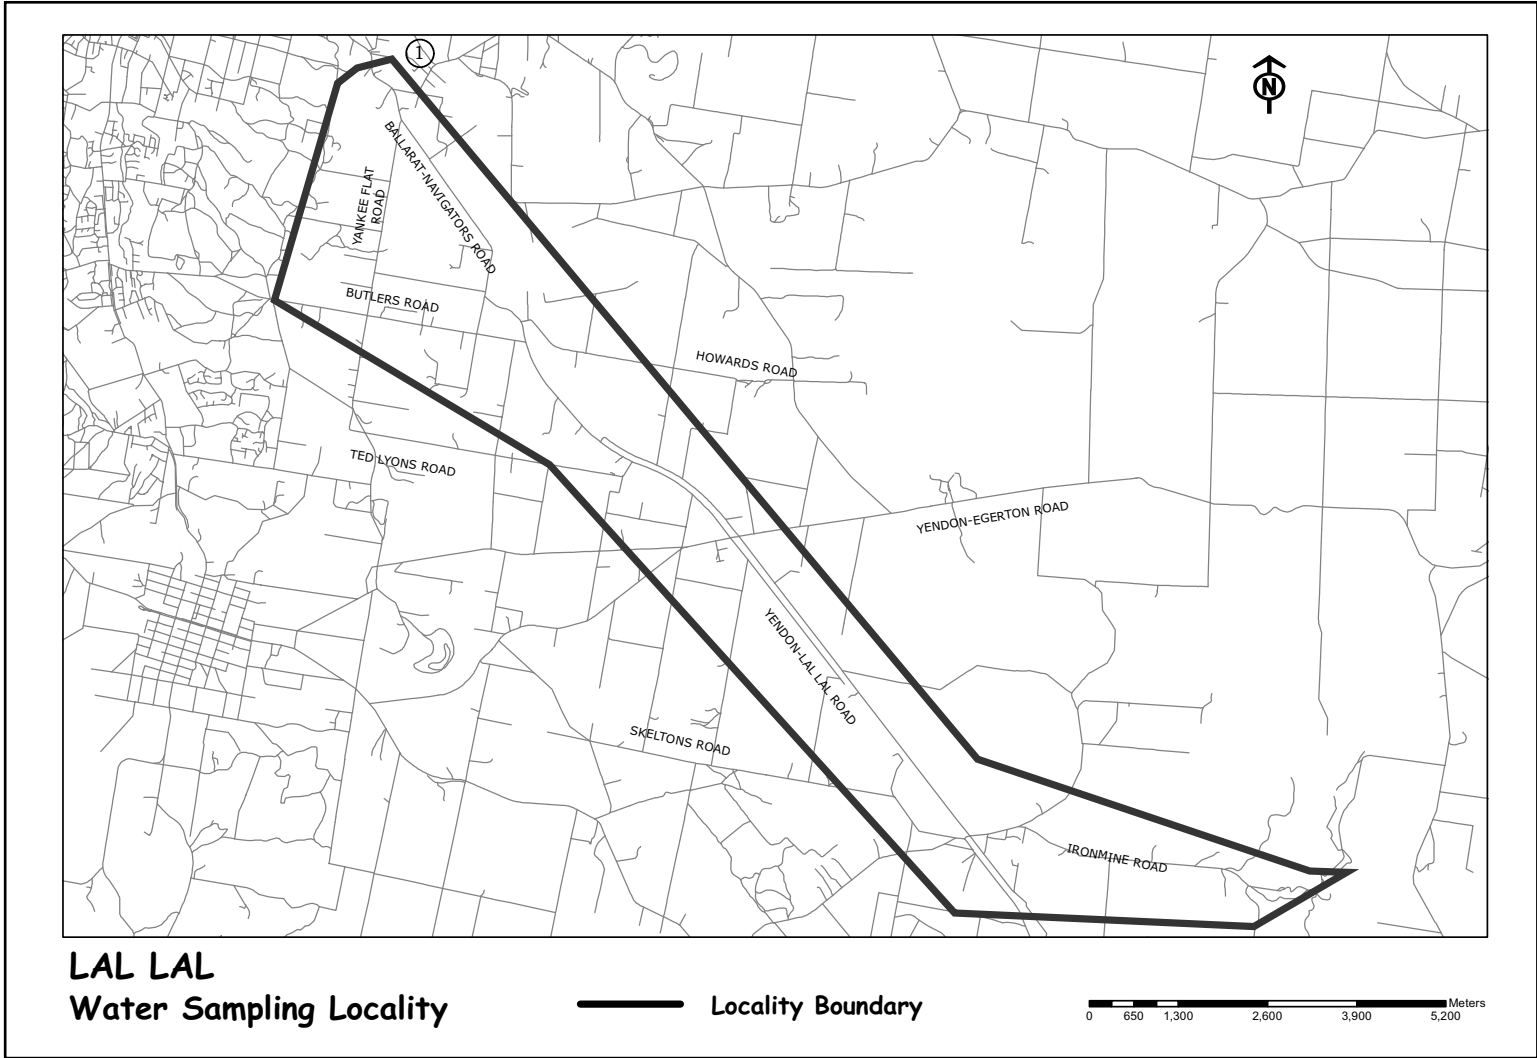 1
N
BALLARAT-NAVIGATORS ROAD
YANKEE FLAT
ROAD
BUTLERS ROAD
HOWARDS ROAD
TED LYONS ROAD
YENDON-EGERTON ROAD
YENDON-LAL LAL ROAD
SKELTONS ROAD
IRONMINE ROAD
LAL LAL
Water Sampling Locality
Locality Boundary
Meters
0 650 1,300 2,600 3,900 5,200